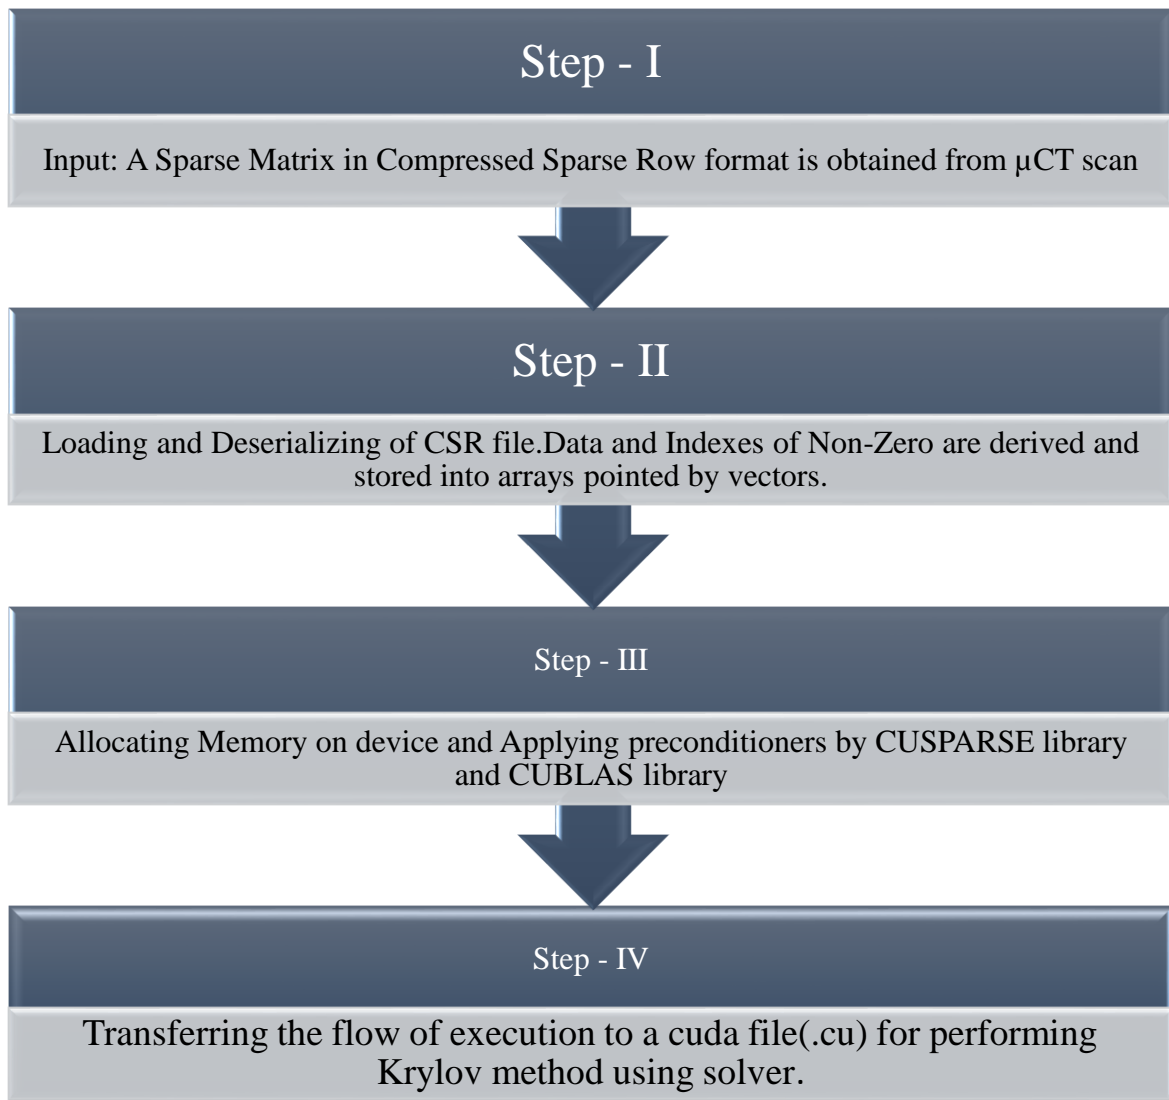 Step - I
Input: A Sparse Matrix in Compressed Sparse Row format is obtained from µCT scan
Step - II
Loading and Deserializing of CSR file.Data and Indexes of Non-Zero are derived and
stored into arrays pointed by vectors.
Step - III
Allocating Memory on device and Applying preconditioners by CUSPARSE library
and CUBLAS library
Step - IV
Transferring the flow of execution to a cuda file(.cu) for performing
Krylov method using solver.